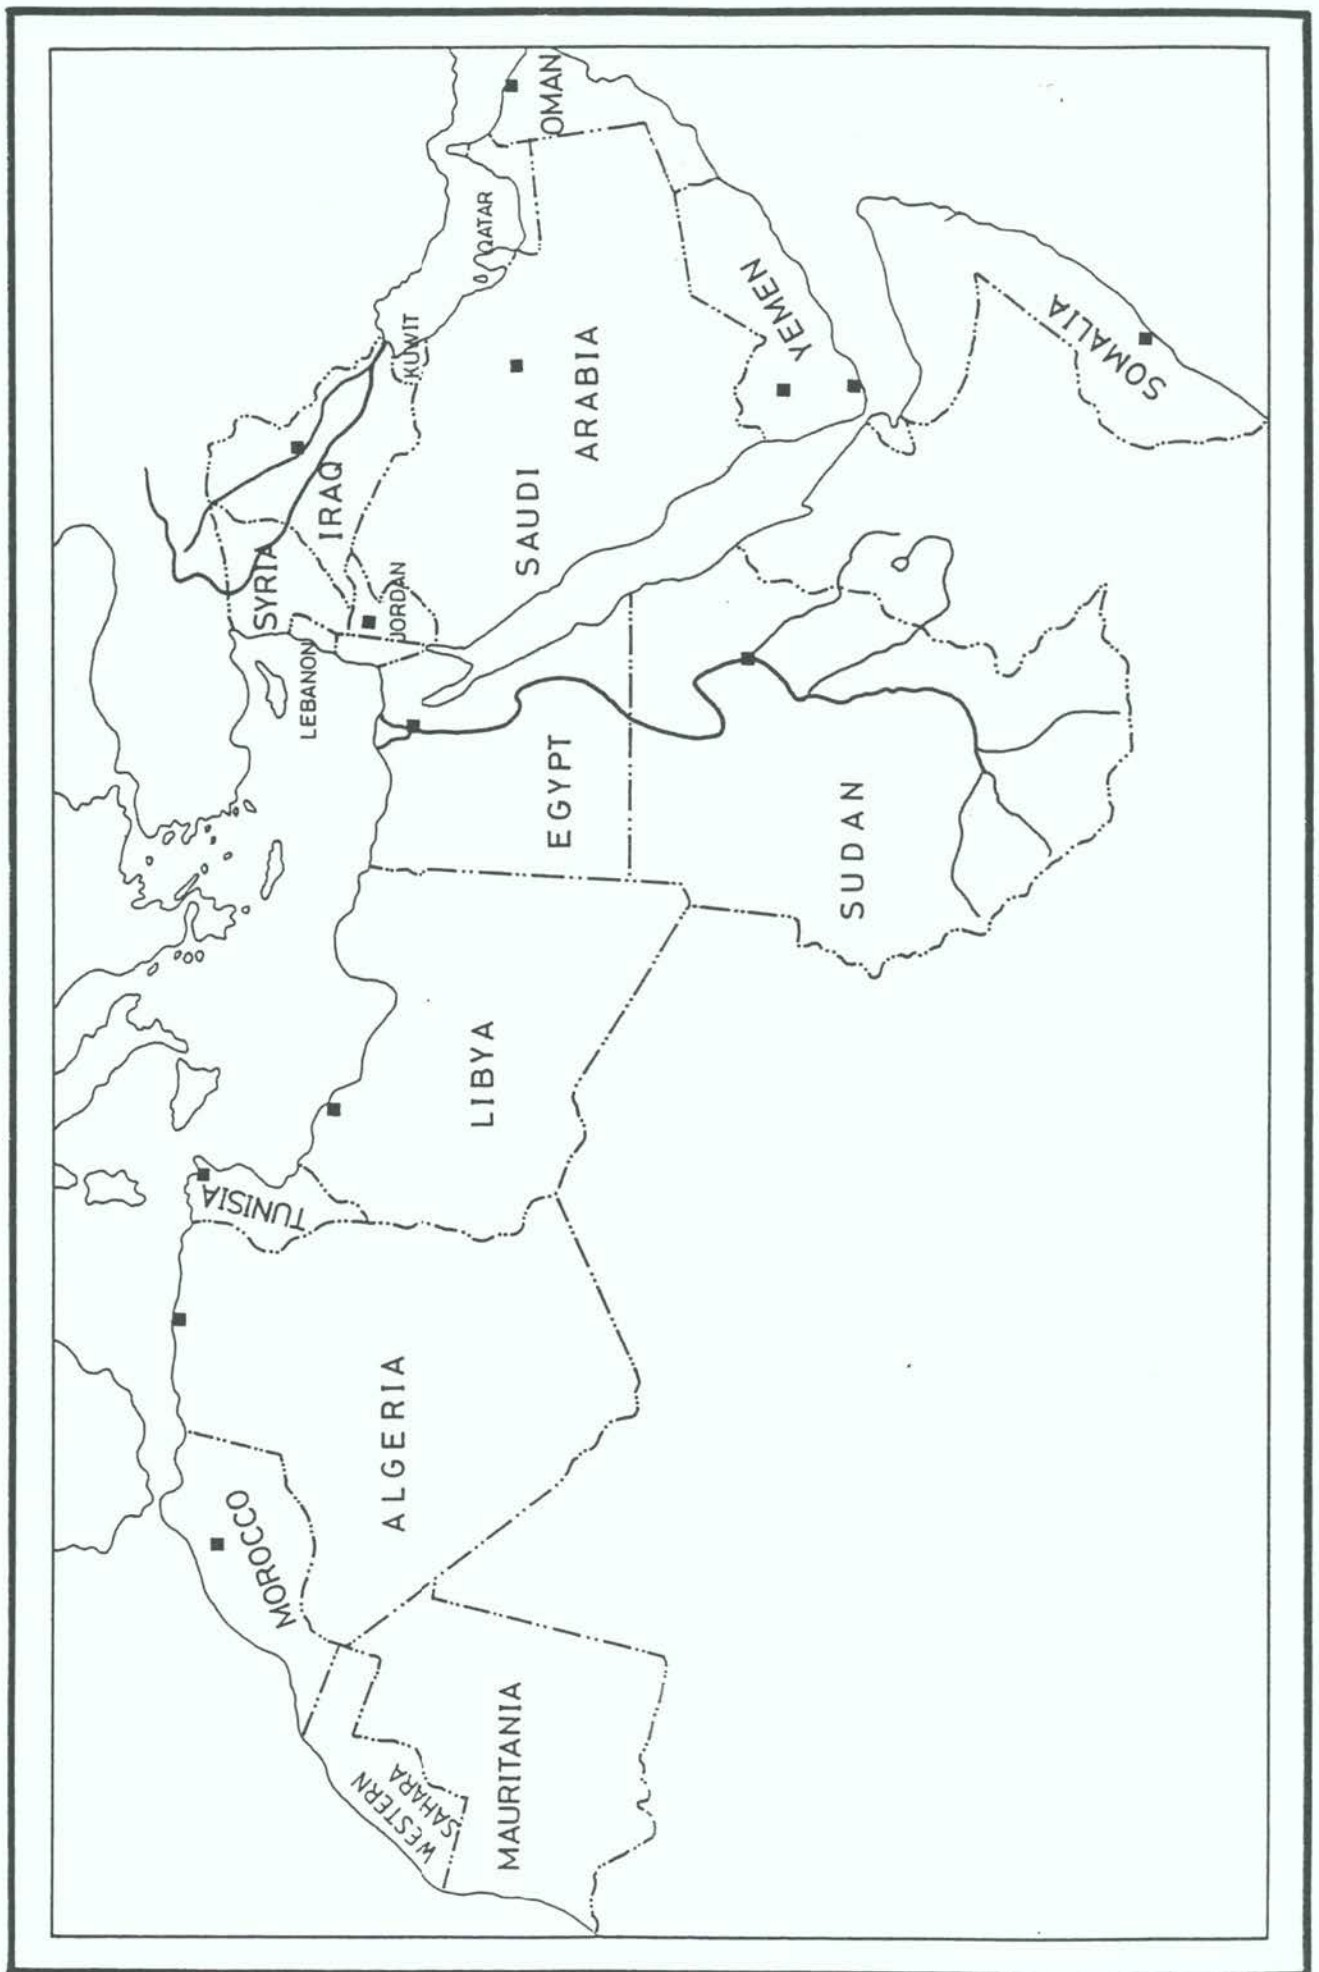 MOROCCO
WESTERN
SAHARA
MAURITANIA
ALGERIA
TUNISIA
LIBYA
EGYPT
SUDAN
LEBANON
SYRIA
JORDAN
IRAQ
KUWIT
SAUDI
ARABIA
QATAR
OMAN
YEMEN
SOMALIA